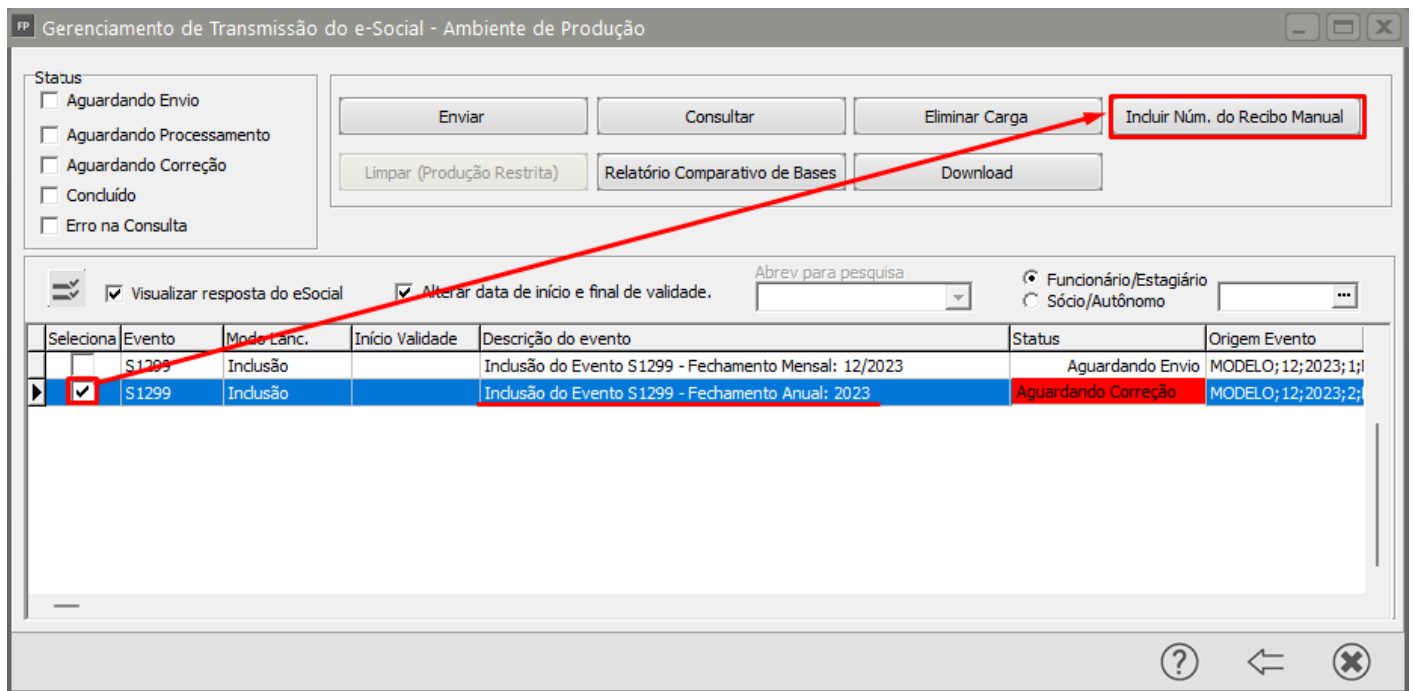 FP Gerenciamento de Transmissão do e-Social - Ambiente de Produção
Status
Aguardando Envio
Aguardando Processamento
Aguardando Correção
Concluído
Erro na Consulta
Enviar Consultar Eliminar Carga Incluir Núm. do Recibo Manual
Limpar (Produção Restrita) Relatório Comparativo de Bases Download
Visualizar resposta do eSocial Alterar data de início e final de validade. Abrev para pesquisa Funcionário/Estagiário
Sócio/Autônomo ...
Seleciona Evento Modo Lanc. Início Validade Descrição do evento Status Origem Evento
S1299 Inclusão Inclusão do Evento S1299 - Fechamento Mensal: 12/2023 Aguardando Envio MODELO;12;2023;1;
S1299 Inclusão Inclusão do Evento S1299 - Fechamento Anual: 2023 Aguardando Correção MODELO;12;2023;2;
?